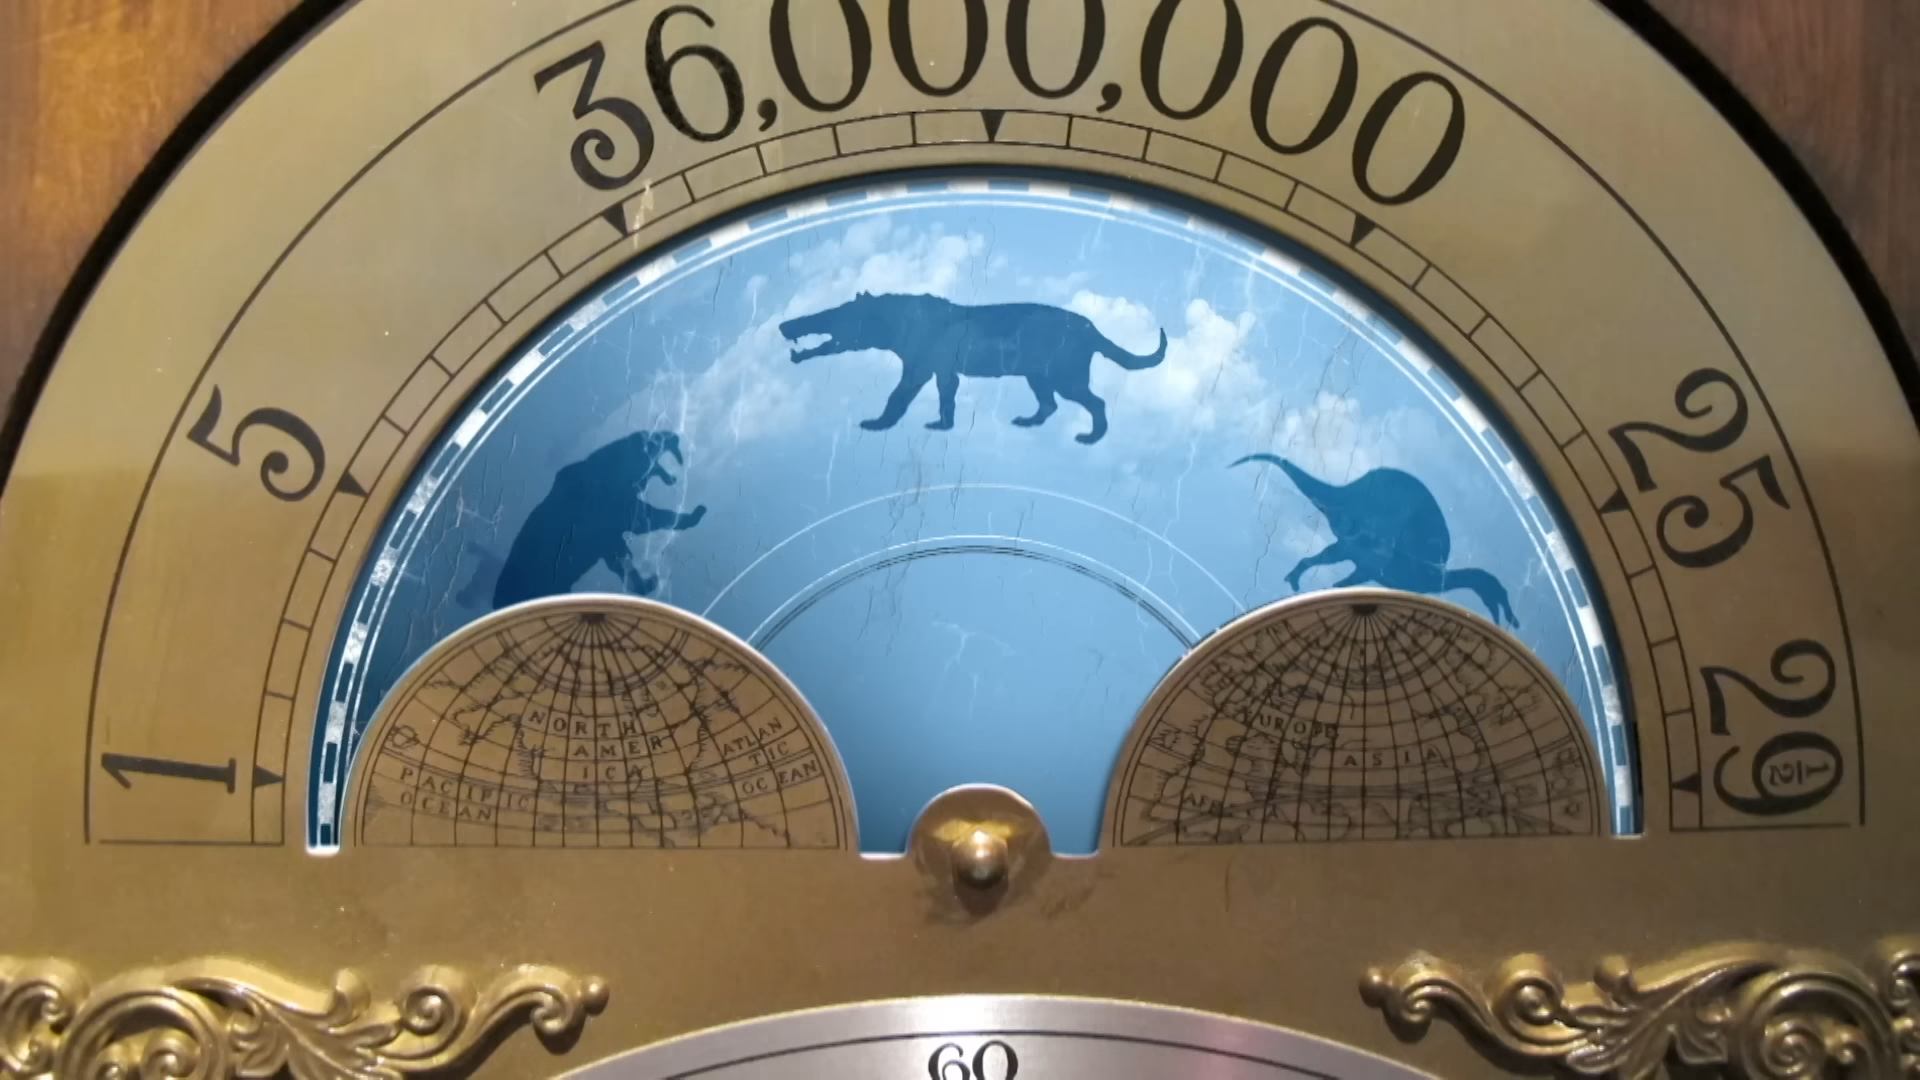 36,000,000
5
25
1
29 1/2
NORTH
AMER
ICA
ATLAN
TIC
OCEAN
PACIFIC
OCEAN
EUROPE
ASIA
60